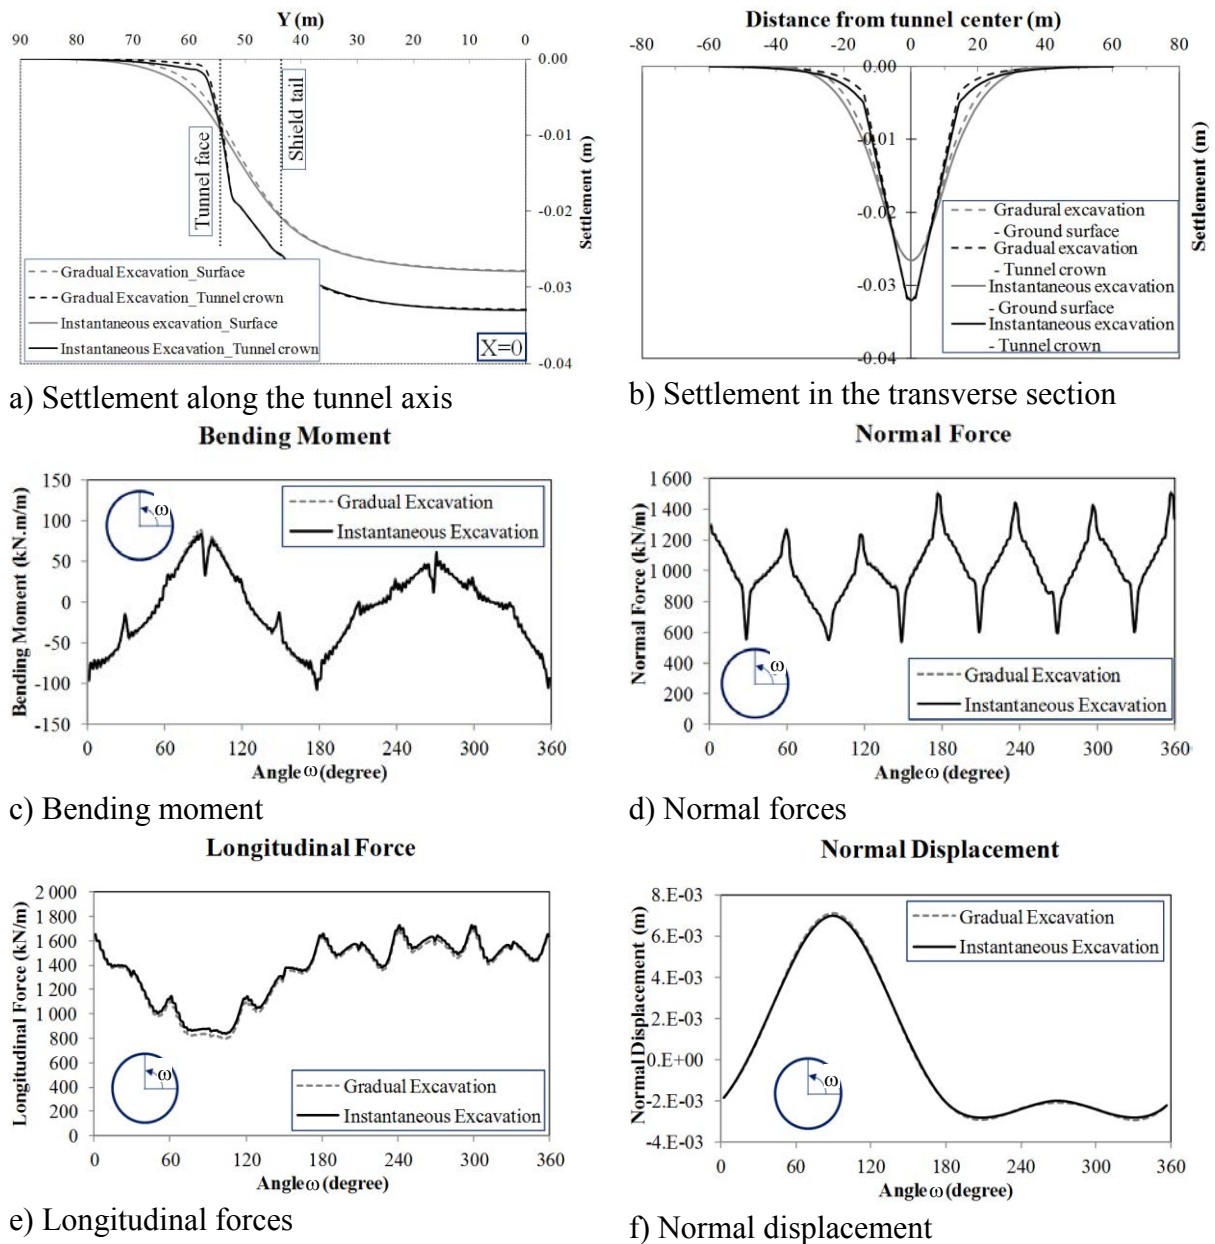 Y (m)
90 80 70 60 50 40 30 20 10 0
0.00
-0.01
-0.02
-0.03
-0.04
Settlement (m)
Tunnel face
Shield tail
Gradual Excavation_Surface
Gradual Excavation_Tunnel crown
Instantaneous excavation_Surface
Instantaneous Excavation_Tunnel crown
X=0
a) Settlement along the tunnel axis
Distance from tunnel center (m)
-80 -60 -40 -20 0 20 40 60 80
0.00
-0.01
-0.02
-0.03
-0.04
Settlement (m)
Gradural excavation
- Ground surface
Gradual excavation
- Tunnel crown
Instantaneous excavation
- Ground surface
Instantaneous excavation
- Tunnel crown
b) Settlement in the transverse section
Bending Moment
Bending Moment (kN.m/m)
150
100
50
0
-50
-100
-150
ω
Gradual Excavation
Instantaneous Excavation
0 60 120 180 240 300 360
Angle ω (degree)
c) Bending moment
Normal Force
Normal Force (kN/m)
1 600
1 400
1 200
1 000
800
600
400
200
0
ω
Gradual Excavation
Instantaneous Excavation
0 60 120 180 240 300 360
Angle ω (degree)
d) Normal forces
Longitudinal Force
Longitudinal Force (kN/m)
2 000
1 800
1 600
1 400
1 200
1 000
800
600
400
200
0
ω
Gradual Excavation
Instantaneous Excavation
0 60 120 180 240 300 360
Angle ω (degree)
e) Longitudinal forces
Normal Displacement
Normal Displacement (m)
8.E-03
6.E-03
4.E-03
2.E-03
0.E+00
-2.E-03
-4.E-03
ω
Gradual Excavation
Instantaneous Excavation
0 60 120 180 240 300 360
Angle ω (degree)
f) Normal displacement